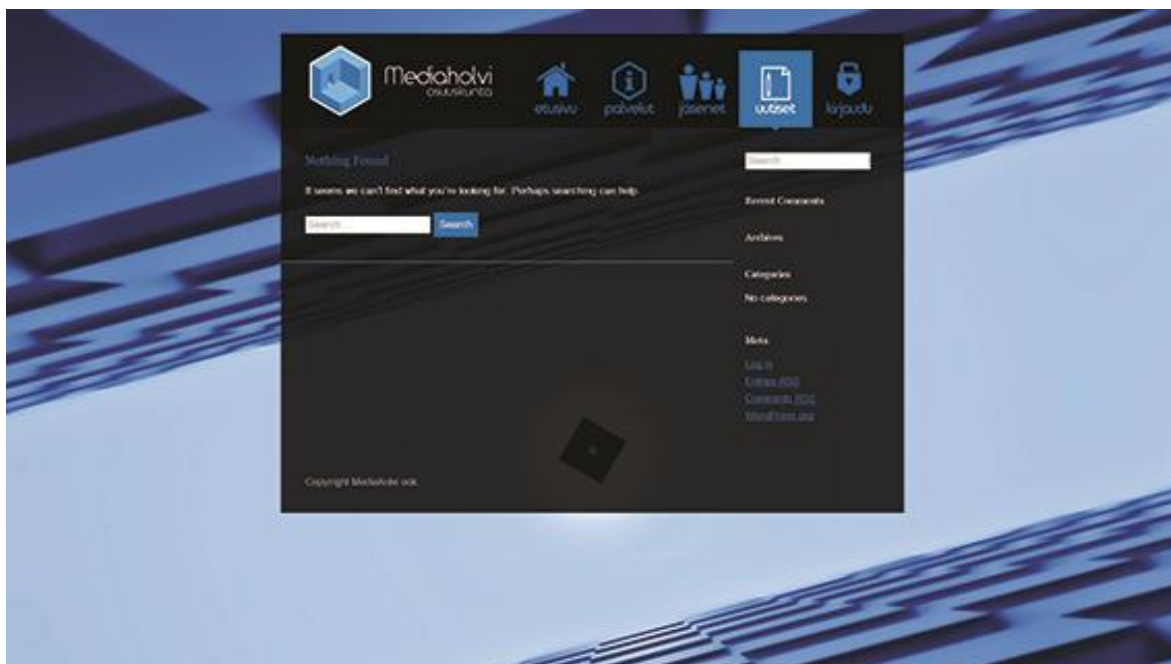 Mediaholvi
osuuskunta
etusivu
palvelut
jäsenet
uutiset
kirjaudu
Nothing Found
It seems we can't find what you're looking for. Perhaps searching can help.
Search …
Search
Search …
Recent Comments
Archives
Categories
No categories
Meta
Log in
Entries RSS
Comments RSS
WordPress.org
Copyright Mediaholvi osk